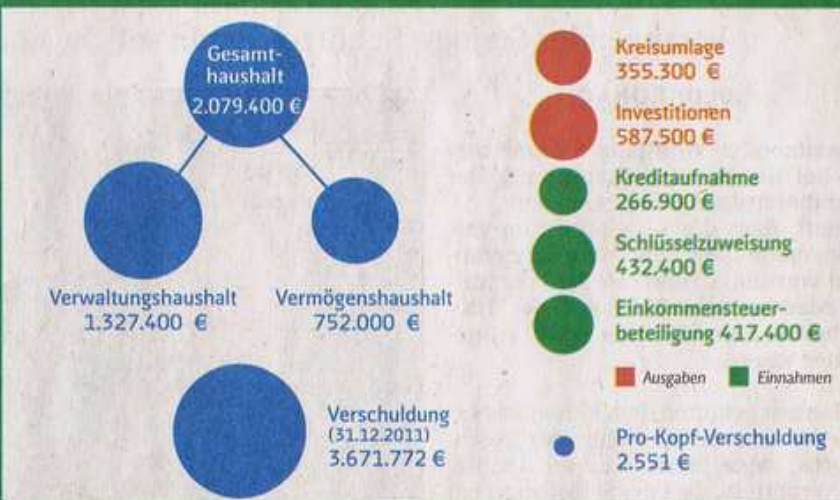 Gesamt-
haushalt
2.079.400 €
Verwaltungshaushalt
1.327.400 €
Vermögenshaushalt
752.000 €
Verschuldung
(31.12.2011)
3.671.772 €
Kreisumlage
355.300 €
Investitionen
587.500 €
Kreditaufnahme
266.900 €
Schlüsselzuweisung
432.400 €
Einkommensteuer-
beteiligung 417.400 €
Ausgaben
Einnahmen
Pro-Kopf-Verschuldung
2.551 €